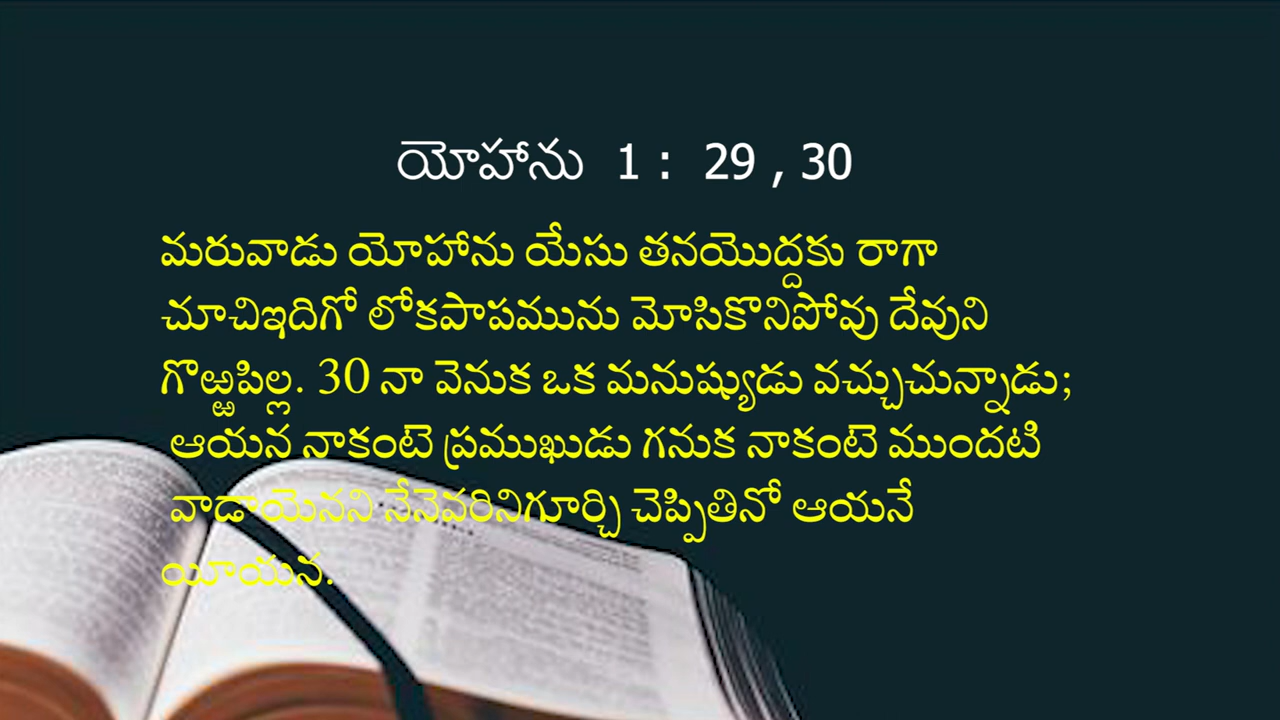 యోహాను 1 : 29 , 30
మరువాడు యోహాను యేసు తనయొద్దకు రాగా
చూచిఇదిగో లోకపాపమును మోసికొనిపోవు దేవుని
గొఱ్ఱపిల్ల. 30 నా వెనుక ఒక మనుష్యుడు వచ్చుచున్నాడు;
ఆయన నాకంటె ప్రముఖుడు గనుక నాకంటె ముందటి
వాడాయెనని నేనెవరినిగూర్చి చెప్పితినో ఆయనే
యీయన.